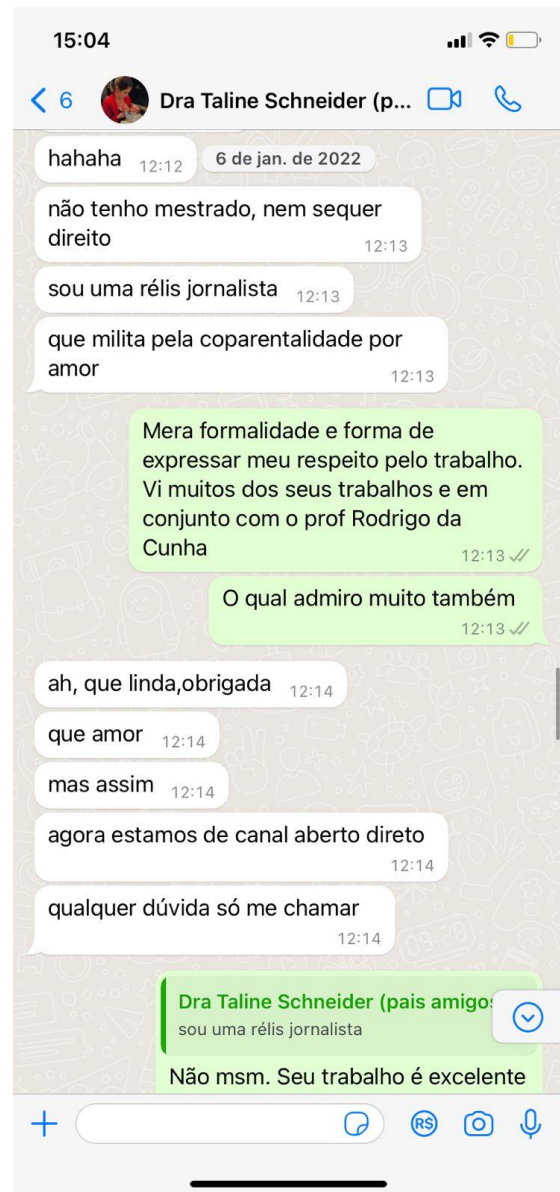 15:04
6
Dra Taline Schneider (p...
hahaha 12:12
6 de jan. de 2022
não tenho mestrado, nem sequer
direito
12:13
sou uma rélis jornalista 12:13
que milita pela coparentalidade por
amor
12:13
Mera formalidade e forma de
expressar meu respeito pelo trabalho.
Vi muitos dos seus trabalhos e em
conjunto com o prof Rodrigo da
Cunha
12:13
O qual admiro muito também
12:13
ah, que linda,obrigada 12:14
que amor 12:14
mas assim 12:14
agora estamos de canal aberto direto
12:14
qualquer dúvida só me chamar
12:14
Dra Taline Schneider (pais amigos
sou uma rélis jornalista
Não msm. Seu trabalho é excelente
R$